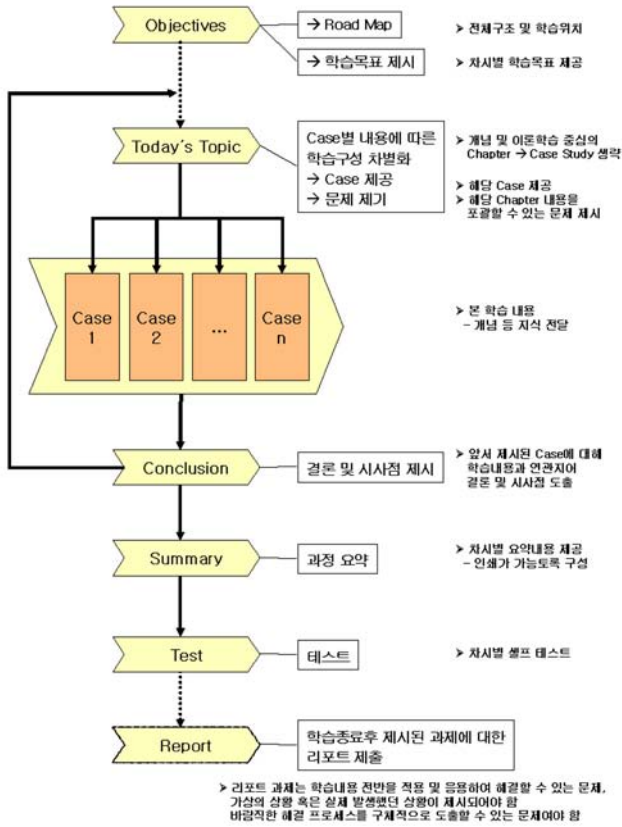 Objectives
→ Road Map
➤ 전체구조 및 학습위치
→ 학습목표 제시
➤ 차시별 학습목표 제공
Today's Topic
Case별 내용에 따른
학습구성 차별화
→ Case 제공
→ 문제 제기
➤ 개념 및 이론학습 중심의
Chapter → Case Study 생략
➤ 해당 Case 제공
➤ 해당 Chapter 내용을
포괄할 수 있는 문제 제시
Case
1
Case
2
...
Case
n
➤ 본 학습 내용
– 개념 등 지식 전달
Conclusion
결론 및 시사점 제시
➤ 앞서 제시된 Case에 대해
학습내용과 연관지어
결론 및 시사점 도출
Summary
과정 요약
➤ 차시별 요약내용 제공
– 인쇄가 가능토록 구성
Test
테스트
➤ 차시별 셀프 테스트
Report
학습종료후 제시된 과제에 대한
리포트 제출
➤ 리포트 과제는 학습내용 전반을 적용 및 응용하여 해결할 수 있는 문제,
가상의 상황 혹은 실제 발생했던 상황이 제시되어야 함
바람직한 해결 프로세스를 구체적으로 도출할 수 있는 문제여야 함